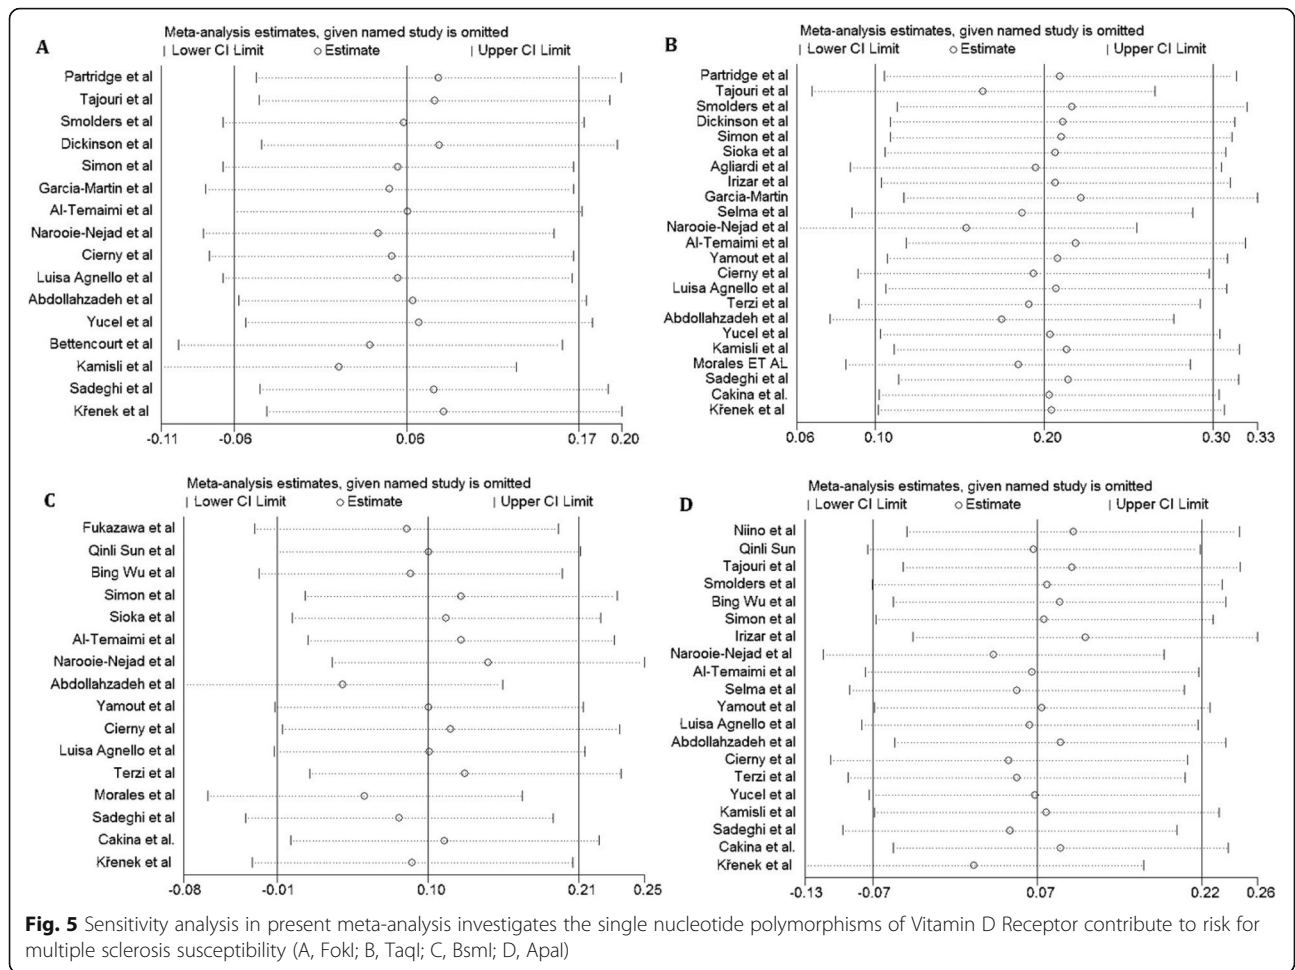 A
Meta-analysis estimates, given named study is omitted
| Lower CI Limit ○ Estimate | Upper CI Limit
Partridge et al
Tajouri et al
Smolders et al
Dickinson et al
Simon et al
Garcia-Martin et al
Al-Temaimi et al
Narooie-Nejad et al
Cierny et al
Luisa Agnello et al
Abdollahzadeh et al
Yucel et al
Bettencourt et al
Kamisli et al
Sadeghi et al
Křenek et al
-0.11 -0.06 0.06 0.17 0.20
B
Meta-analysis estimates, given named study is omitted
| Lower CI Limit ○ Estimate | Upper CI Limit
Partridge et al
Tajouri et al
Smolders et al
Dickinson et al
Simon et al
Sioka et al
Agliardi et al
Irizar et al
Garcia-Martin
Selma et al
Narooie-Nejad et al
Al-Temaimi et al
Yamout et al
Cierny et al
Luisa Agnello et al
Terzi et al
Abdollahzadeh et al
Yucel et al
Kamisli et al
Morales ET AL
Sadeghi et al
Cakina et al.
Křenek et al
0.06 0.10 0.20 0.30 0.33
C
Meta-analysis estimates, given named study is omitted
| Lower CI Limit ○ Estimate | Upper CI Limit
Fukazawa et al
Qinli Sun et al
Bing Wu et al
Simon et al
Sioka et al
Al-Temaimi et al
Narooie-Nejad et al
Abdollahzadeh et al
Yamout et al
Cierny et al
Luisa Agnello et al
Terzi et al
Morales et al
Sadeghi et al
Cakina et al.
Křenek et al
-0.08 -0.01 0.10 0.21 0.25
D
Meta-analysis estimates, given named study is omitted
| Lower CI Limit ○ Estimate | Upper CI Limit
Niino et al
Qinli Sun
Tajouri et al
Smolders et al
Bing Wu et al
Simon et al
Irizar et al
Narooie-Nejad et al
Al-Temaimi et al
Selma et al
Yamout et al
Luisa Agnello et al
Abdollahzadeh et al
Cierny et al
Terzi et al
Yucel et al
Kamisli et al
Sadeghi et al
Cakina et al.
Křenek et al
-0.13 -0.07 0.07 0.22 0.26
Fig. 5 Sensitivity analysis in present meta-analysis investigates the single nucleotide polymorphisms of Vitamin D Receptor contribute to risk for
multiple sclerosis susceptibility (A, FokI; B, TaqI; C, BsmI; D, ApaI)